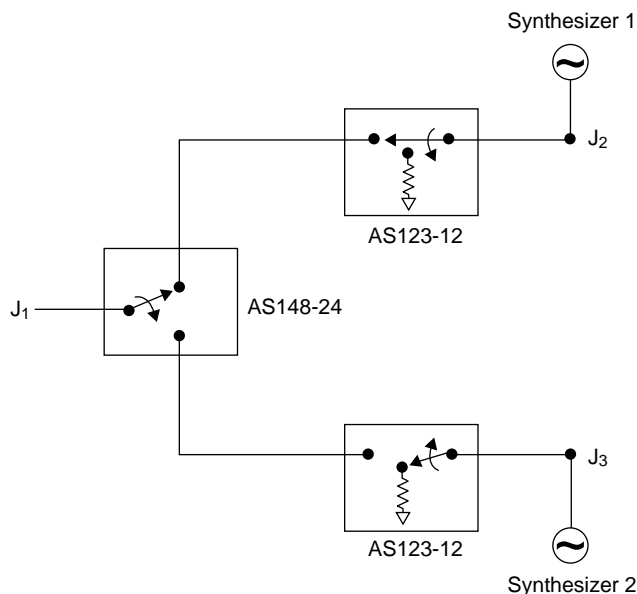 Synthesizer 1
J2
AS123-12
J1
AS148-24
J3
AS123-12
Synthesizer 2